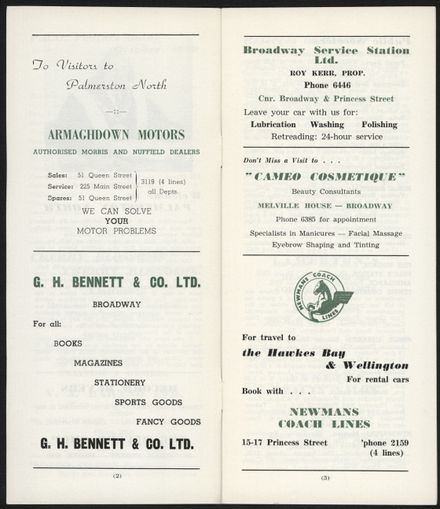 To Visitors to
Palmerston North
—::—
ARMAGHDOWN MOTORS
AUTHORISED MORRIS AND NUFFIELD DEALERS
Sales: 51 Queen Street
Service: 225 Main Street
Spares: 51 Queen Street
3119 (4 lines)
all Depts.
WE CAN SOLVE
YOUR
MOTOR PROBLEMS
G. H. BENNETT & CO. LTD.
BROADWAY
For all:
BOOKS
MAGAZINES
STATIONERY
SPORTS GOODS
FANCY GOODS
G. H. BENNETT & CO. LTD.
(2)
Broadway Service Station
Ltd.
ROY KERR, PROP.
Phone 6446
Cnr. Broadway & Princess Street
Leave your car with us for:
Lubrication Washing Polishing
Retreading: 24-hour service
Don't Miss a Visit to . . .
"CAMEO COSMETIQUE"
Beauty Consultants
MELVILLE HOUSE — BROADWAY
Phone 6385 for appointment
Specialists in Manicures — Facial Massage
Eyebrow Shaping and Tinting
NEWMANS COACH LINES
For travel to
the Hawkes Bay
& Wellington
For rental cars
Book with . . .
NEWMANS
COACH LINES
15-17 Princess Street 'phone 2159
(4 lines)
(3)